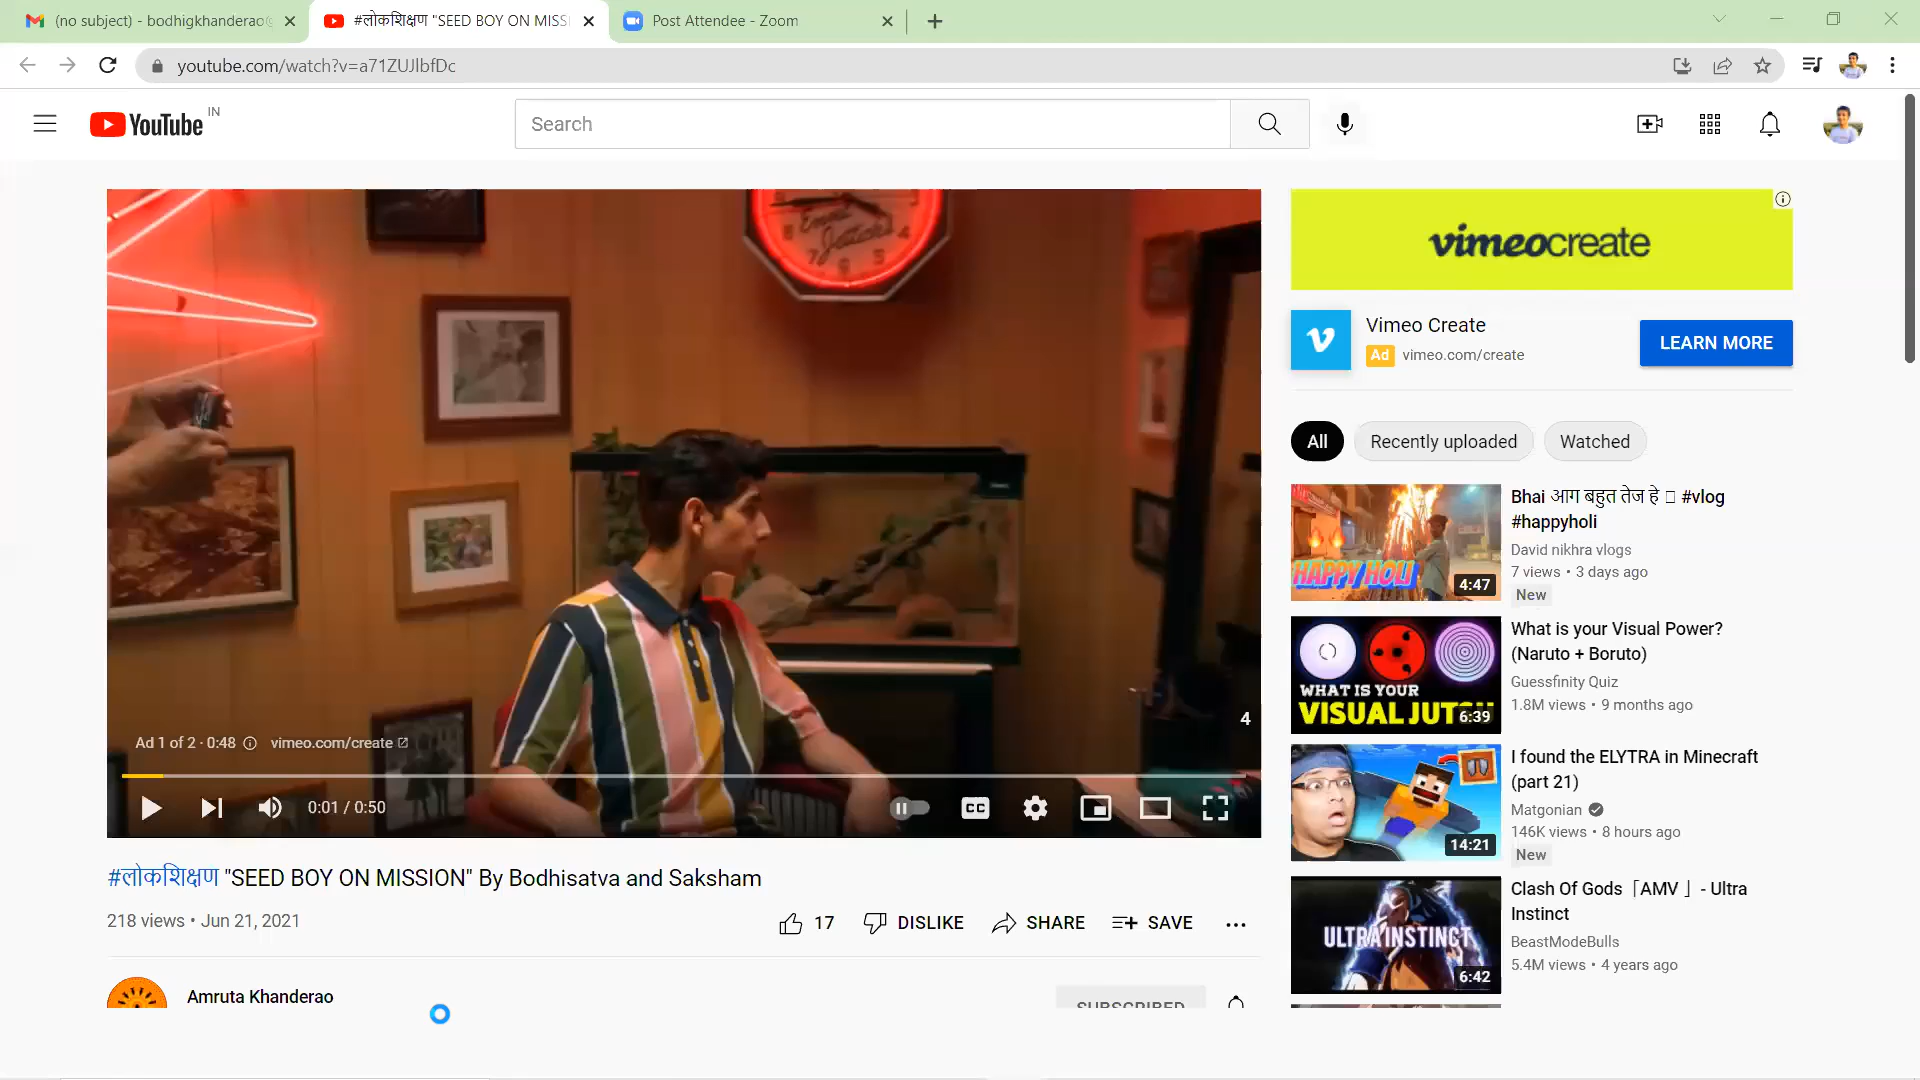 (no subject) - bodhigkhanderao
#लोकशिक्षण "SEED BOY ON MISS
Post Attendee - Zoom
youtube.com/watch?v=a71ZUJlbfDc
YouTube IN
Search
vimeocreate
Vimeo Create
Ad vimeo.com/create
LEARN MORE
All
Recently uploaded
Watched
Bhai आग बहुत तेज हे #vlog
#happyholi
David nikhra vlogs
7 views • 3 days ago
New
HAPPY HOLI
4:47
What is your Visual Power?
(Naruto + Boruto)
Guessfinity Quiz
1.8M views • 9 months ago
WHAT IS YOUR
VISUAL JUTSU
6:39
I found the ELYTRA in Minecraft
(part 21)
Matgonian
146K views • 8 hours ago
New
14:21
Clash Of Gods「AMV 」- Ultra
Instinct
BeastModeBulls
5.4M views • 4 years ago
ULTRA INSTINCT
6:42
4
Ad 1 of 2 · 0:48
vimeo.com/create
0:01 / 0:50
CC
#लोकशिक्षण "SEED BOY ON MISSION" By Bodhisatva and Saksham
218 views • Jun 21, 2021
17
DISLIKE
SHARE
SAVE
Amruta Khanderao
SUBSCRIBED